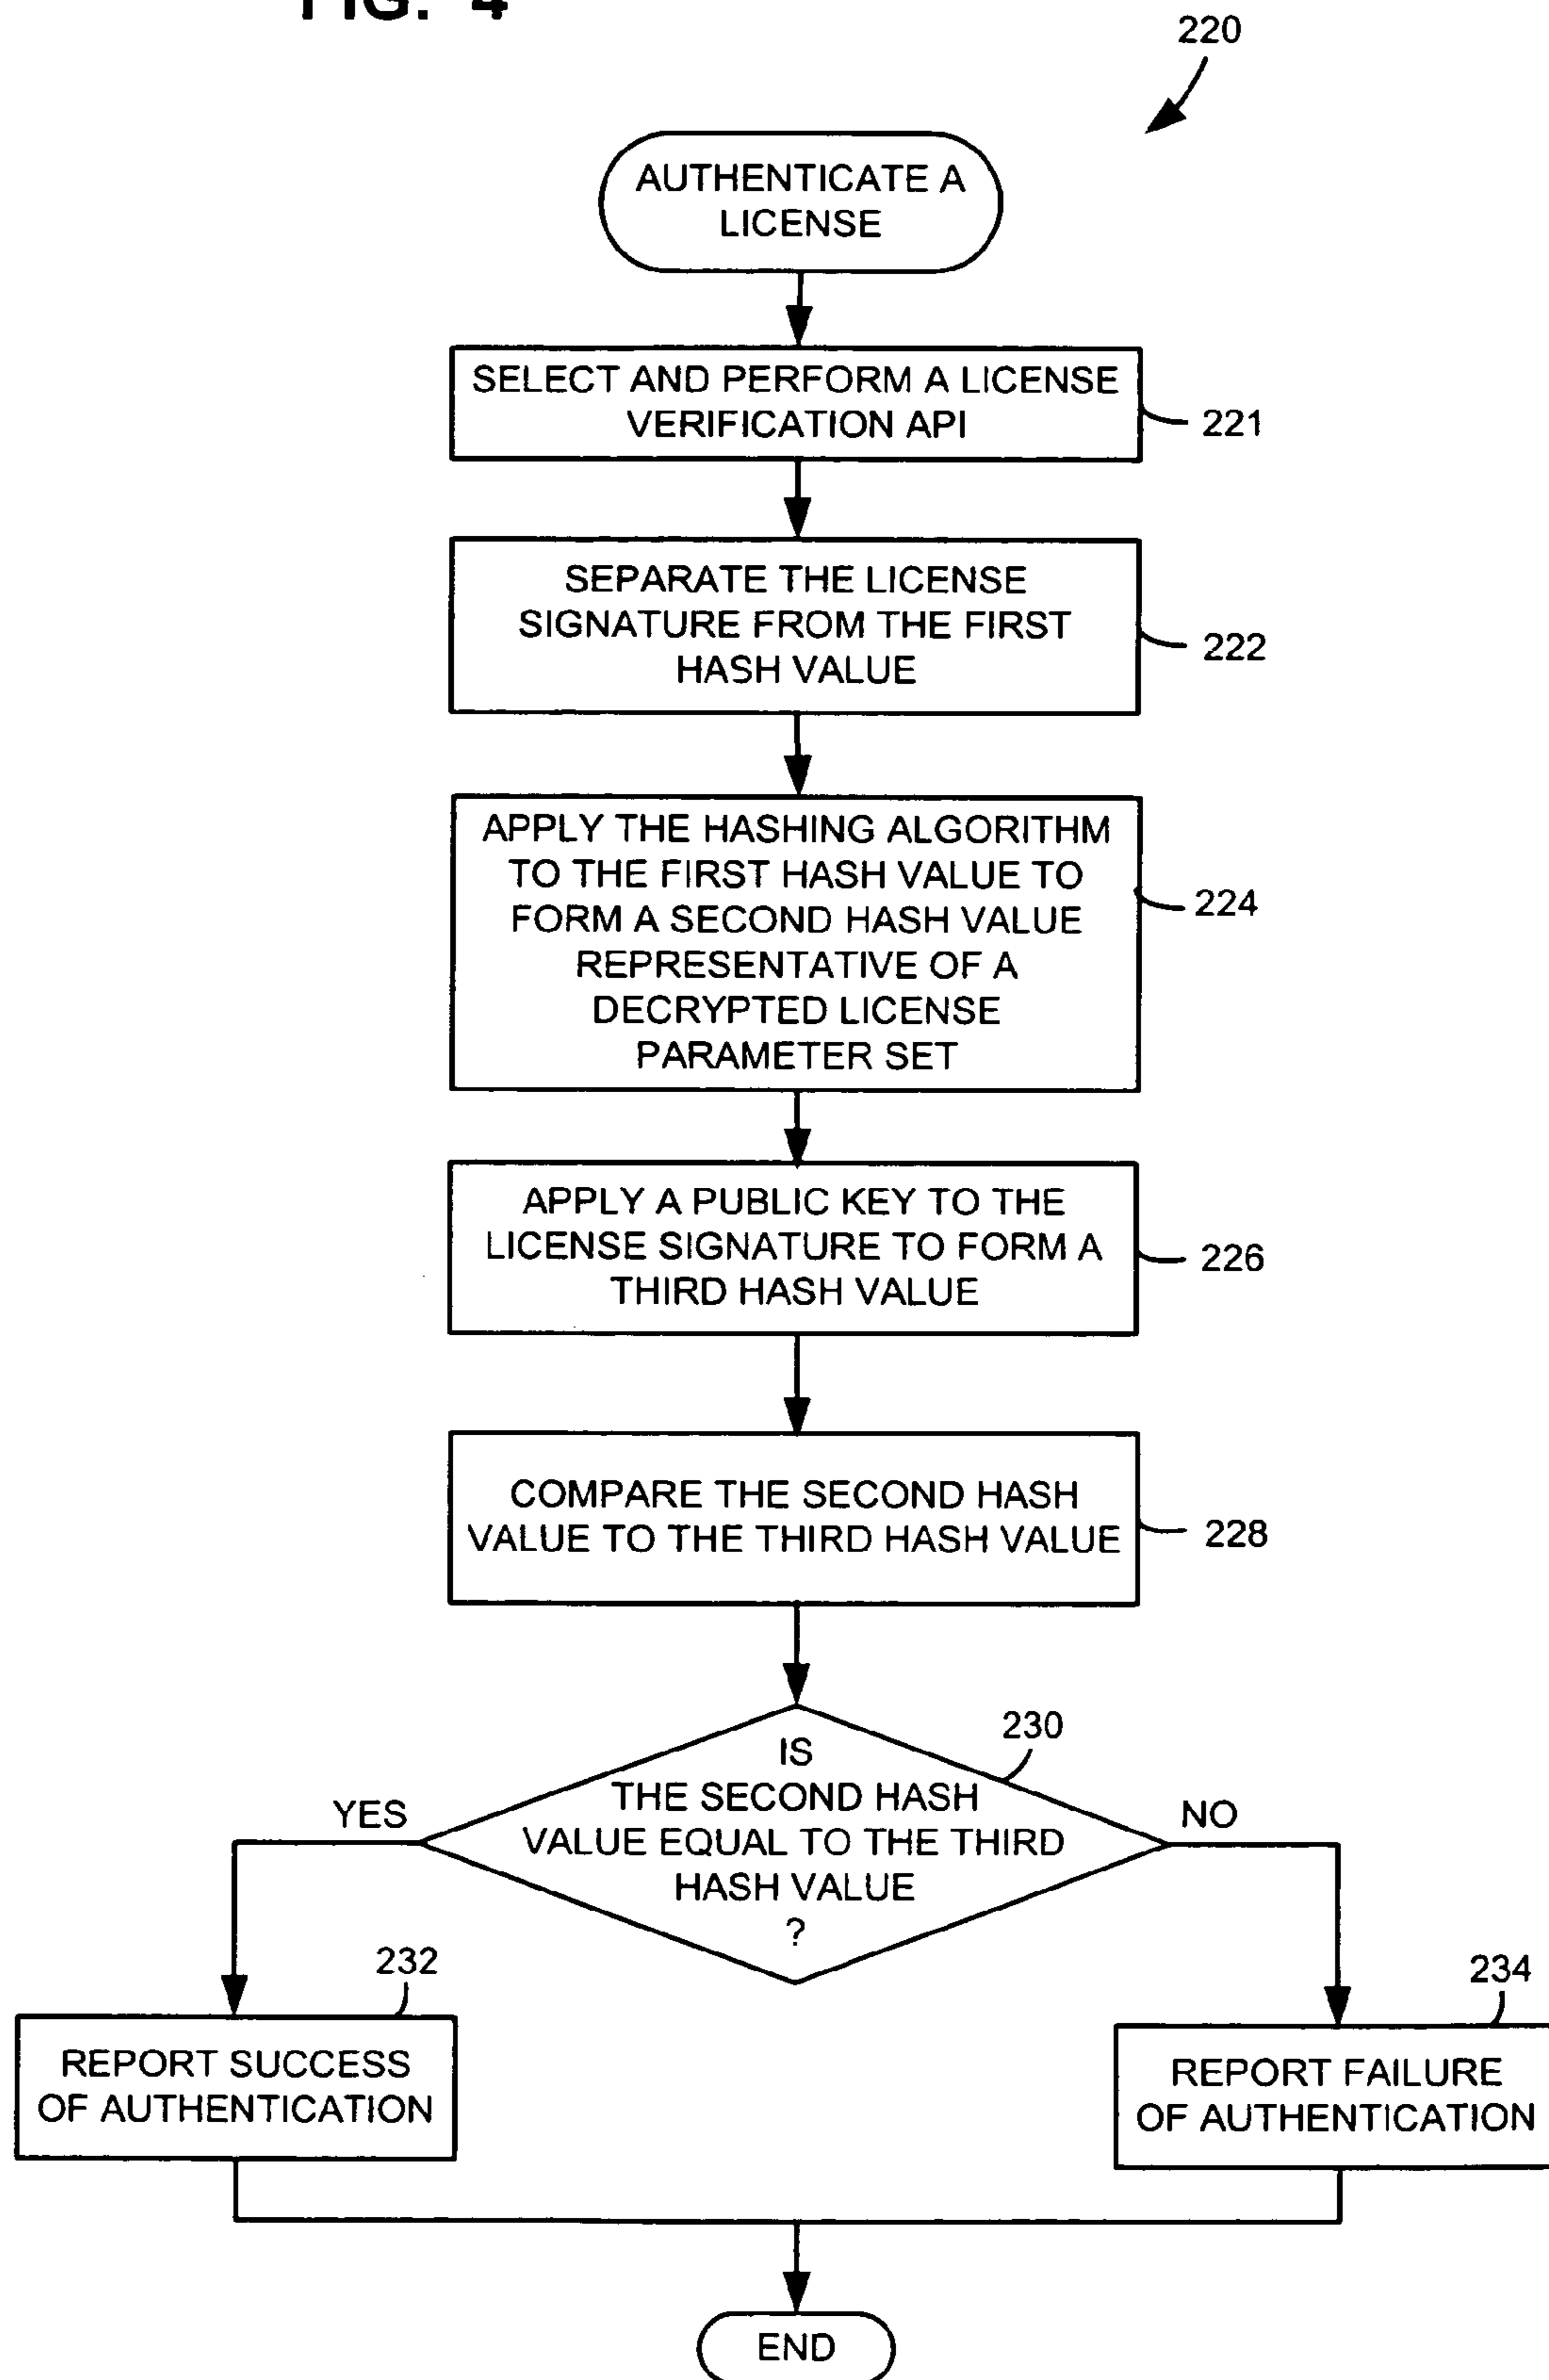 FIG. 4
220
AUTHENTICATE A
LICENSE
SELECT AND PERFORM A LICENSE
VERIFICATION API
221
SEPARATE THE LICENSE
SIGNATURE FROM THE FIRST
HASH VALUE
222
APPLY THE HASHING ALGORITHM
TO THE FIRST HASH VALUE TO
FORM A SECOND HASH VALUE
REPRESENTATIVE OF A
DECRYPTED LICENSE
PARAMETER SET
224
APPLY A PUBLIC KEY TO THE
LICENSE SIGNATURE TO FORM A
THIRD HASH VALUE
226
COMPARE THE SECOND HASH
VALUE TO THE THIRD HASH VALUE
228
230
IS
THE SECOND HASH
VALUE EQUAL TO THE THIRD
HASH VALUE
?
YES
NO
232
REPORT SUCCESS
OF AUTHENTICATION
234
REPORT FAILURE
OF AUTHENTICATION
END